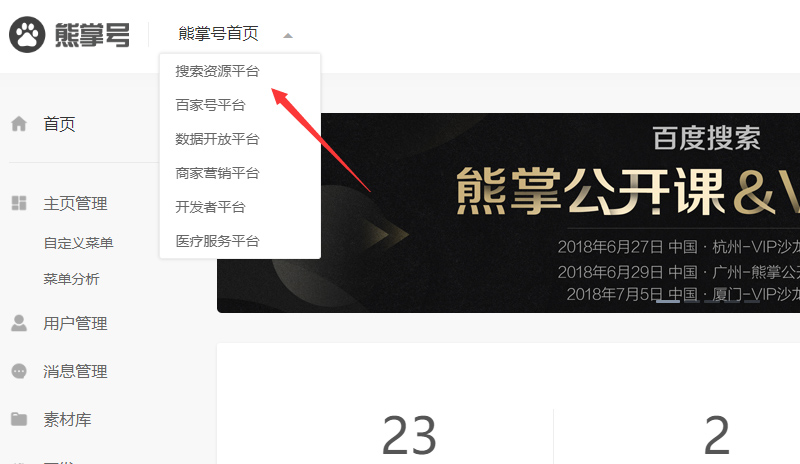 熊掌号
熊掌号首页
搜索资源平台
百家号平台
数据开放平台
商家营销平台
开发者平台
医疗服务平台
首页
主页管理
自定义菜单
菜单分析
用户管理
消息管理
素材库
百度搜索
熊掌公开课&V
2018年6月27日 中国·杭州-VIP沙龙
2018年6月29日 中国·广州-熊掌公开
2018年7月5日 中国·厦门-VIP沙龙
23
2